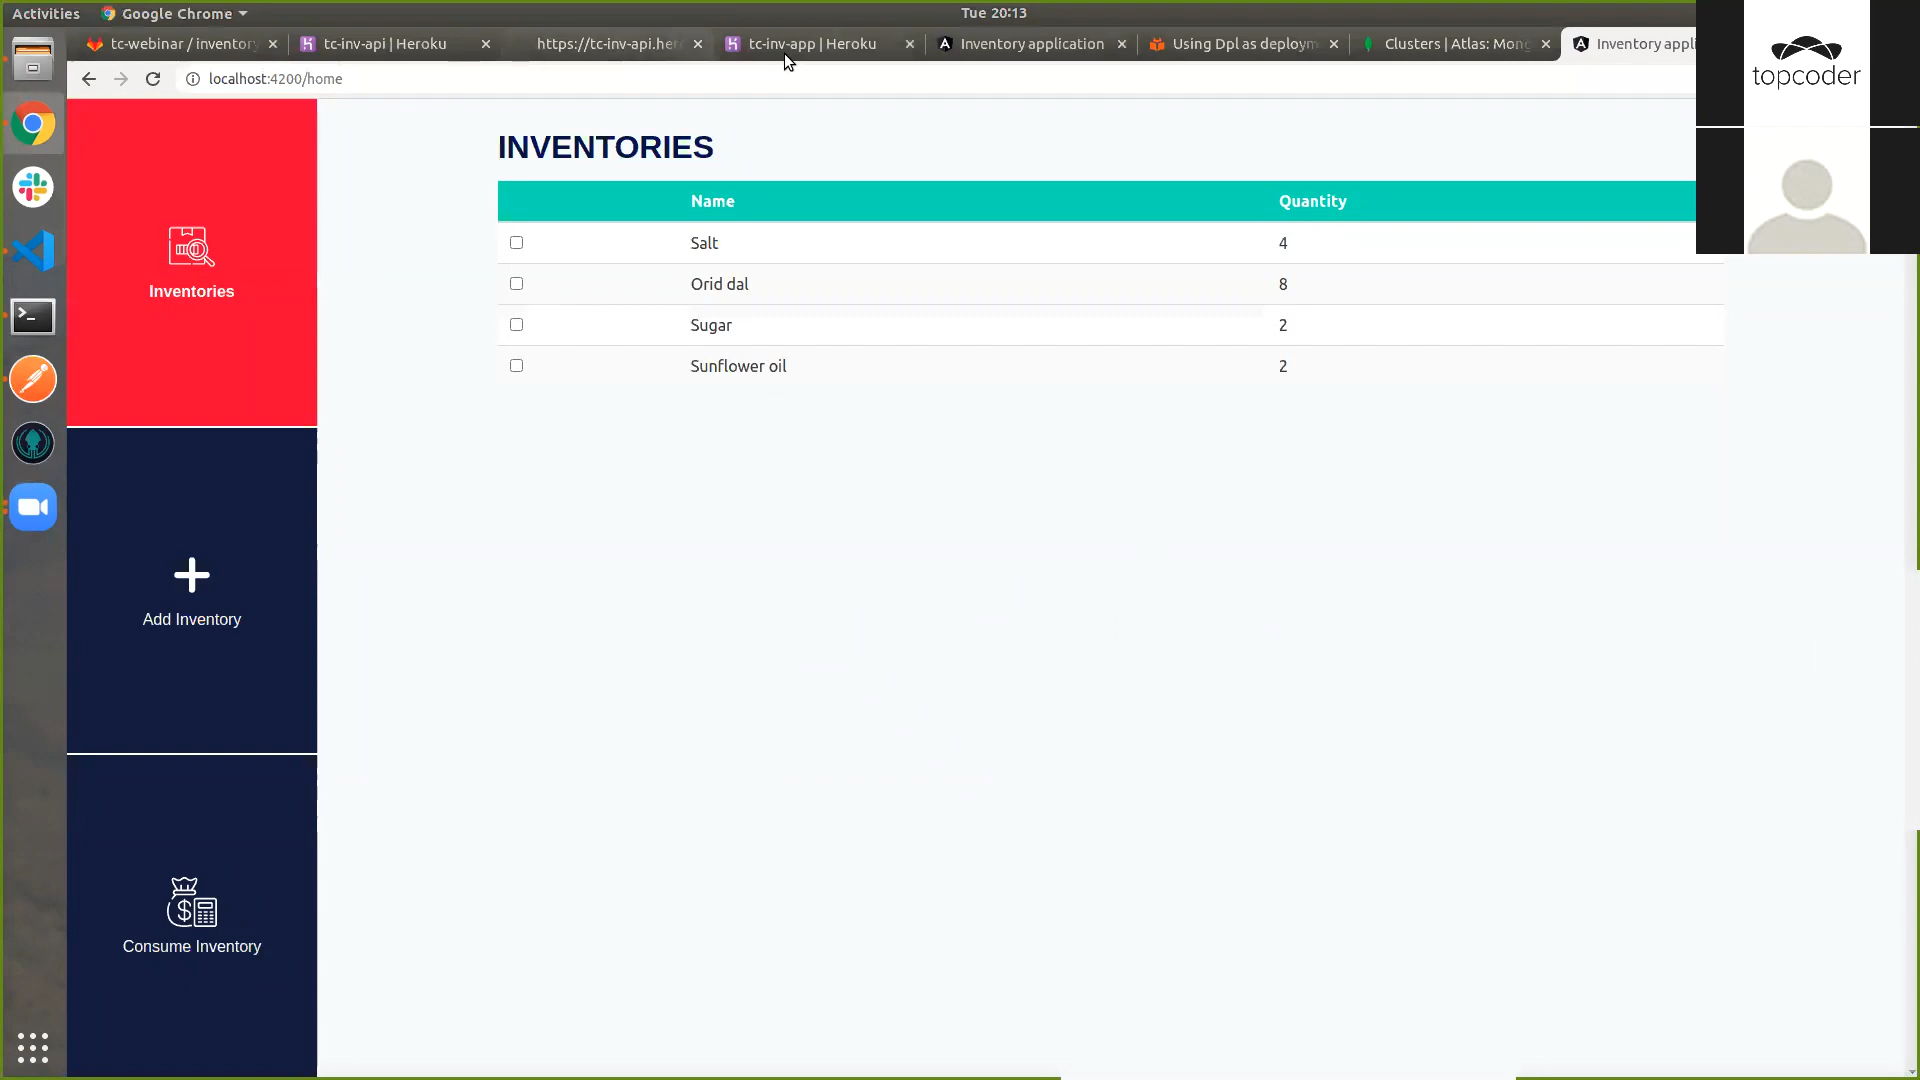 Activities
Google Chrome
Tue 20:13
tc-webinar / inventory
tc-inv-api | Heroku
https://tc-inv-api.her
tc-inv-app | Heroku
Inventory application
Using Dpl as deploym
Clusters | Atlas: Mong
Inventory appli
localhost:4200/home
topcoder
INVENTORIES
Name Quantity
Salt 4
Orid dal 8
Sugar 2
Sunflower oil 2
Inventories
Add Inventory
Consume Inventory